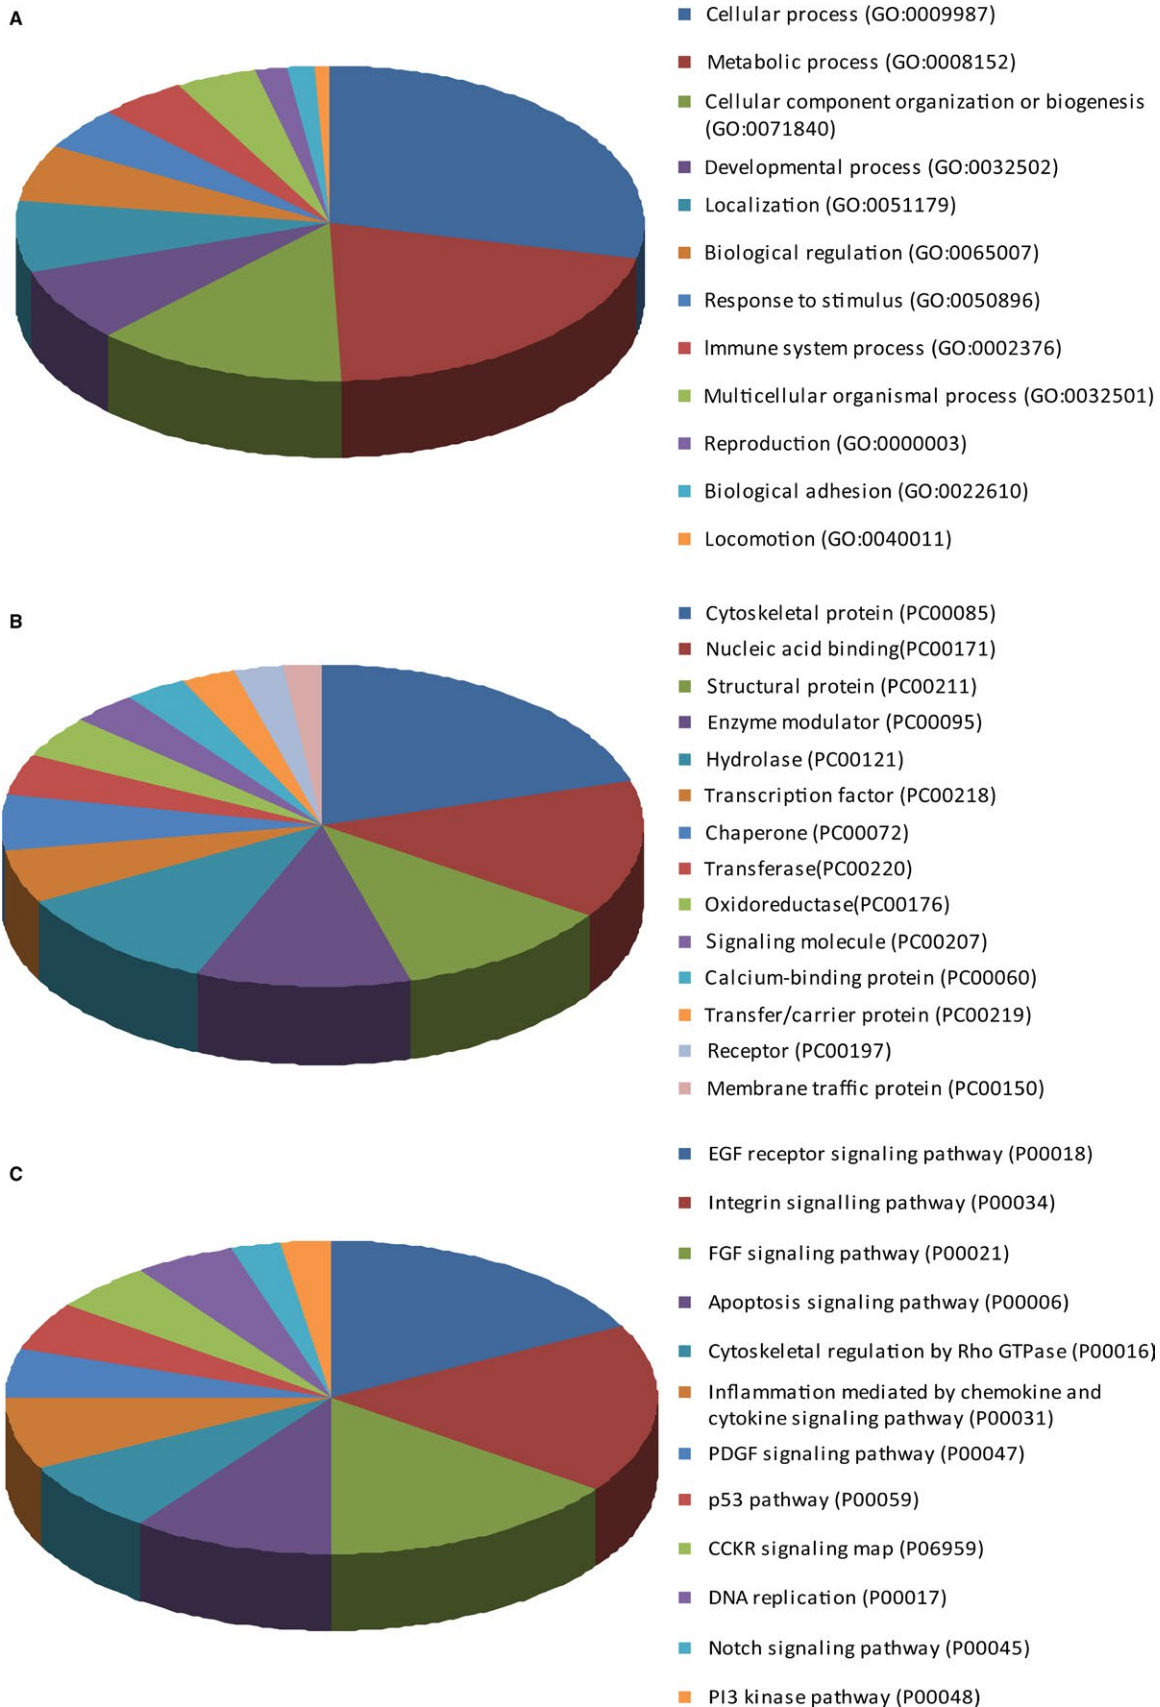 A
Cellular process (GO:0009987)
Metabolic process (GO:0008152)
Cellular component organization or biogenesis
(GO:0071840)
Developmental process (GO:0032502)
Localization (GO:0051179)
Biological regulation (GO:0065007)
Response to stimulus (GO:0050896)
Immune system process (GO:0002376)
Multicellular organismal process (GO:0032501)
Reproduction (GO:0000003)
Biological adhesion (GO:0022610)
Locomotion (GO:0040011)
B
Cytoskeletal protein (PC00085)
Nucleic acid binding(PC00171)
Structural protein (PC00211)
Enzyme modulator (PC00095)
Hydrolase (PC00121)
Transcription factor (PC00218)
Chaperone (PC00072)
Transferase(PC00220)
Oxidoreductase(PC00176)
Signaling molecule (PC00207)
Calcium-binding protein (PC00060)
Transfer/carrier protein (PC00219)
Receptor (PC00197)
Membrane traffic protein (PC00150)
C
EGF receptor signaling pathway (P00018)
Integrin signalling pathway (P00034)
FGF signaling pathway (P00021)
Apoptosis signaling pathway (P00006)
Cytoskeletal regulation by Rho GTPase (P00016)
Inflammation mediated by chemokine and
cytokine signaling pathway (P00031)
PDGF signaling pathway (P00047)
p53 pathway (P00059)
CCKR signaling map (P06959)
DNA replication (P00017)
Notch signaling pathway (P00045)
PI3 kinase pathway (P00048)